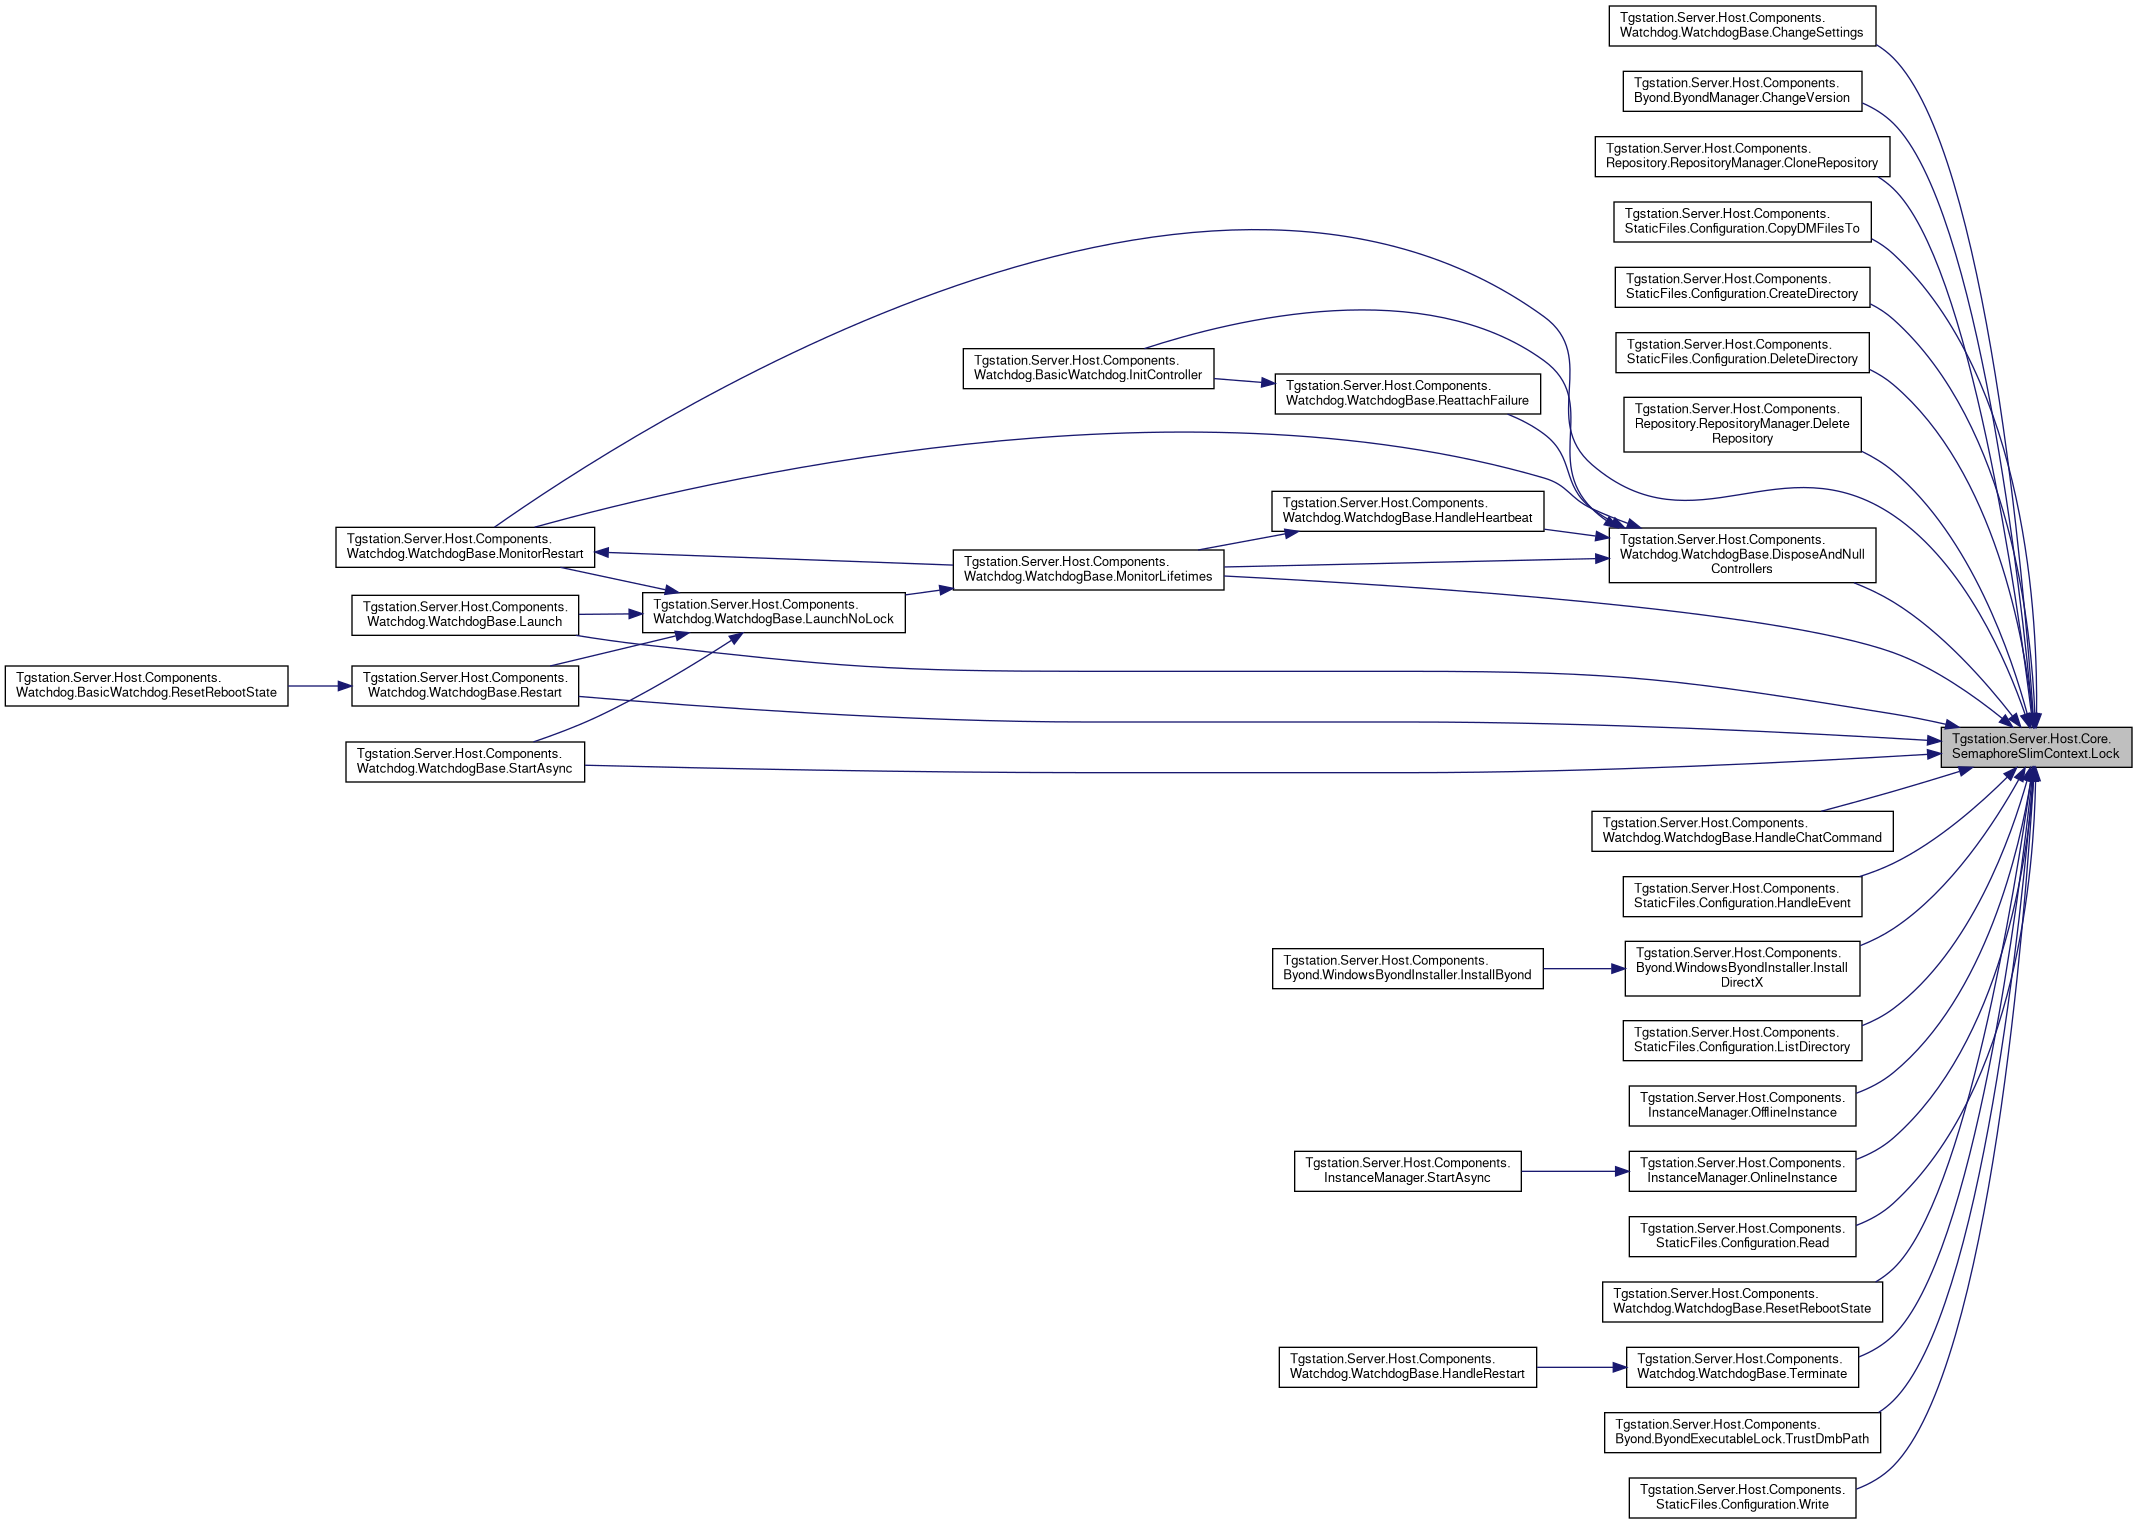 Tgstation.Server.Host.Components.
Watchdog.WatchdogBase.ChangeSettings
Tgstation.Server.Host.Components.
Byond.ByondManager.ChangeVersion
Tgstation.Server.Host.Components.
Repository.RepositoryManager.CloneRepository
Tgstation.Server.Host.Components.
StaticFiles.Configuration.CopyDMFilesTo
Tgstation.Server.Host.Components.
StaticFiles.Configuration.CreateDirectory
Tgstation.Server.Host.Components.
StaticFiles.Configuration.DeleteDirectory
Tgstation.Server.Host.Components.
Watchdog.BasicWatchdog.InitController
Tgstation.Server.Host.Components.
Watchdog.WatchdogBase.ReattachFailure
Tgstation.Server.Host.Components.
Repository.RepositoryManager.Delete
Repository
Tgstation.Server.Host.Components.
Watchdog.WatchdogBase.HandleHeartbeat
Tgstation.Server.Host.Components.
Watchdog.WatchdogBase.MonitorRestart
Tgstation.Server.Host.Components.
Watchdog.WatchdogBase.MonitorLifetimes
Tgstation.Server.Host.Components.
Watchdog.WatchdogBase.DisposeAndNull
Controllers
Tgstation.Server.Host.Components.
Watchdog.WatchdogBase.Launch
Tgstation.Server.Host.Components.
Watchdog.WatchdogBase.LaunchNoLock
Tgstation.Server.Host.Components.
Watchdog.BasicWatchdog.ResetRebootState
Tgstation.Server.Host.Components.
Watchdog.WatchdogBase.Restart
Tgstation.Server.Host.Components.
Watchdog.WatchdogBase.StartAsync
Tgstation.Server.Host.Core.
SemaphoreSlimContext.Lock
Tgstation.Server.Host.Components.
Watchdog.WatchdogBase.HandleChatCommand
Tgstation.Server.Host.Components.
StaticFiles.Configuration.HandleEvent
Tgstation.Server.Host.Components.
Byond.WindowsByondInstaller.InstallByond
Tgstation.Server.Host.Components.
Byond.WindowsByondInstaller.Install
DirectX
Tgstation.Server.Host.Components.
StaticFiles.Configuration.ListDirectory
Tgstation.Server.Host.Components.
InstanceManager.OfflineInstance
Tgstation.Server.Host.Components.
InstanceManager.StartAsync
Tgstation.Server.Host.Components.
InstanceManager.OnlineInstance
Tgstation.Server.Host.Components.
StaticFiles.Configuration.Read
Tgstation.Server.Host.Components.
Watchdog.WatchdogBase.ResetRebootState
Tgstation.Server.Host.Components.
Watchdog.WatchdogBase.HandleRestart
Tgstation.Server.Host.Components.
Watchdog.WatchdogBase.Terminate
Tgstation.Server.Host.Components.
Byond.ByondExecutableLock.TrustDmbPath
Tgstation.Server.Host.Components.
StaticFiles.Configuration.Write